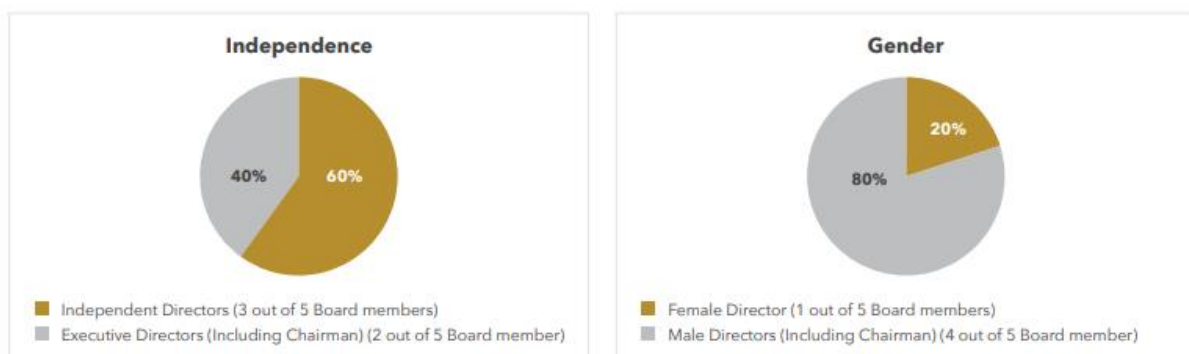 Independence
40%
60%
Independent Directors (3 out of 5 Board members)
Executive Directors (Including Chairman) (2 out of 5 Board member)
Gender
20%
80%
Female Director (1 out of 5 Board members)
Male Directors (Including Chairman) (4 out of 5 Board member)